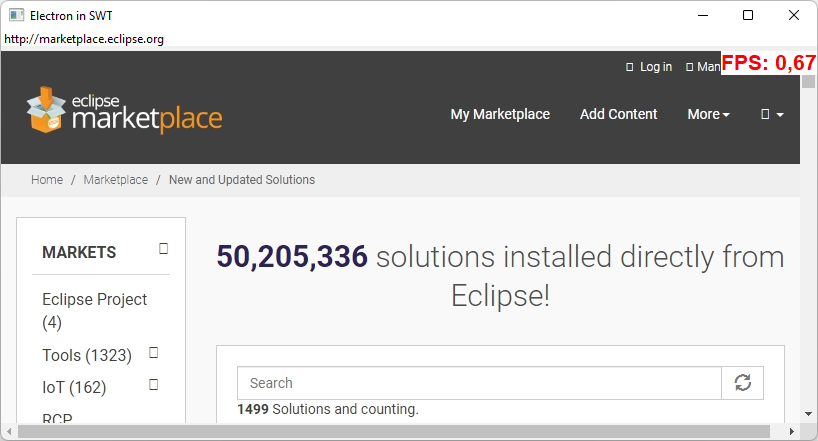 Electron in SWT
http://marketplace.eclipse.org
Log in Man FPS: 0,67
eclipse
marketplace
My Marketplace Add Content More
Home / Marketplace / New and Updated Solutions
MARKETS
Eclipse Project
(4)
Tools (1323)
IoT (162)
RCP
50,205,336 solutions installed directly from
Eclipse!
Search
1499 Solutions and counting.